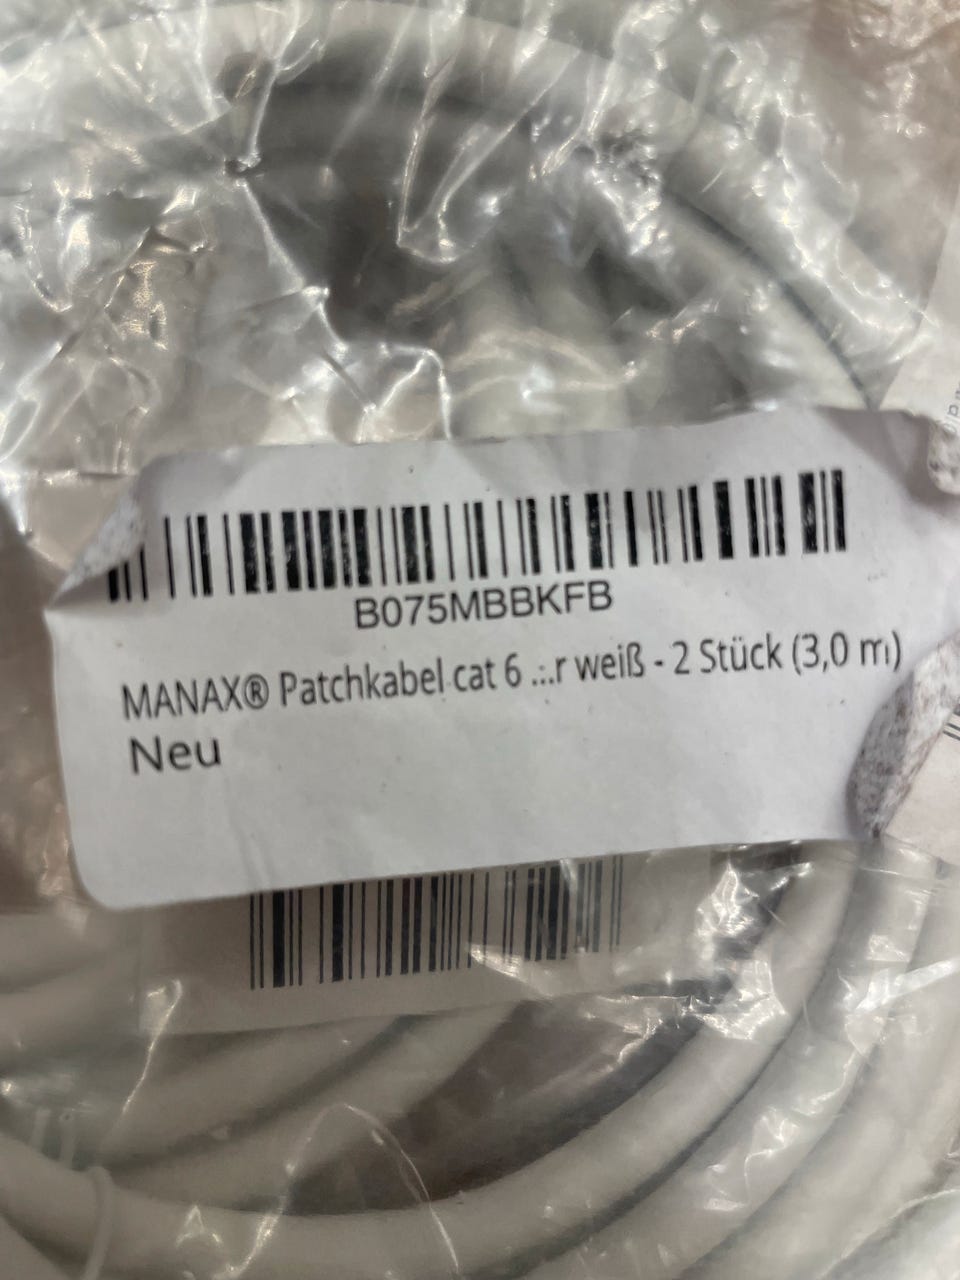 B075MBBKFB
MANAX® Patchkabel cat 6 ...r weiß - 2 Stück (3,0 m)
Neu